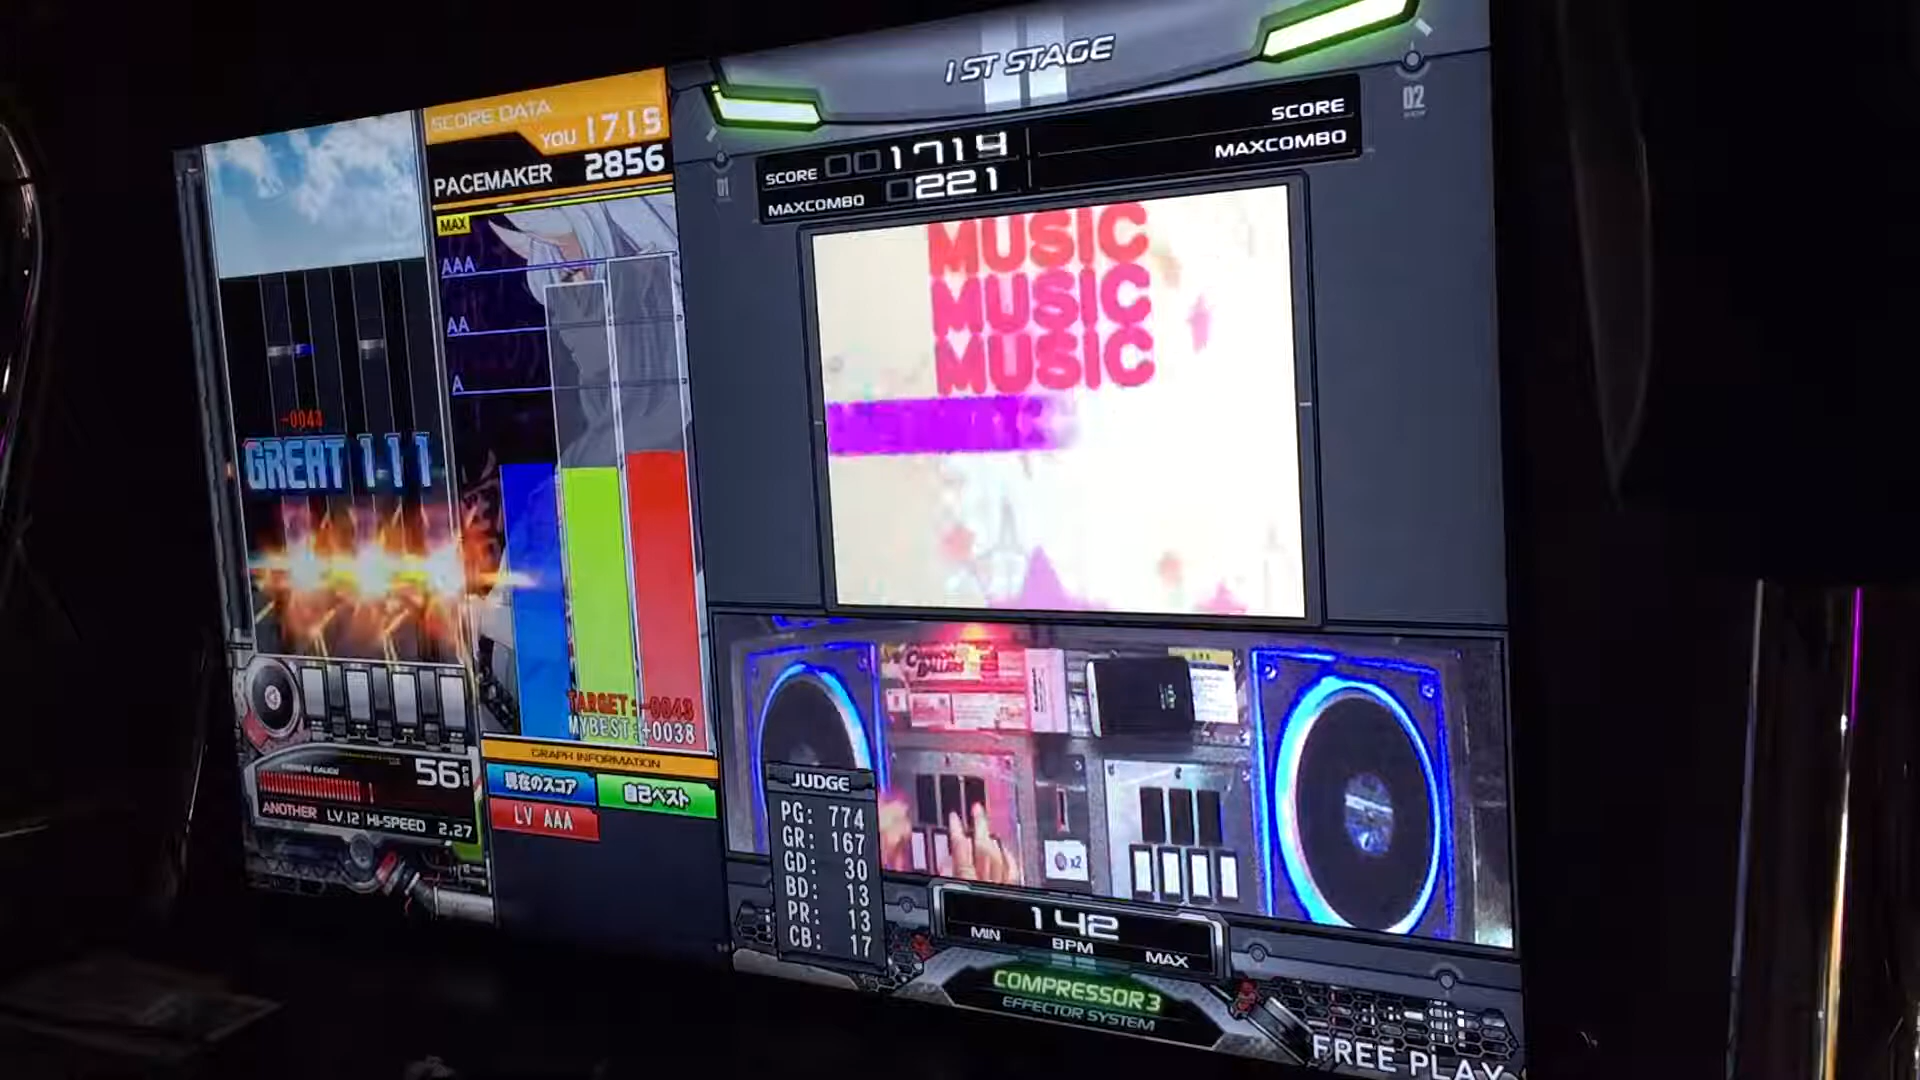 1ST STAGE
SCORE DATA
YOU 1715
PACEMAKER 2856
MAX
AAA
AA
A
SCORE 001714
MAXCOMBO 0221
SCORE
MAXCOMBO
01
02
MUSIC
MUSIC
MUSIC
-0043
GREAT 111
TARGET:-0043
MYBEST:+0038
GRAPH INFORMATION
現在のスコア
自己ベスト
LV AAA
56
ANOTHER LV.12 HI-SPEED 2.27
CANNON BALLERS
x2
JUDGE
PG: 774
GR: 167
GD: 30
BD: 13
PR: 13
CB: 17
142
MIN BPM MAX
COMPRESSOR 3
EFFECTOR SYSTEM
FREE PLAY